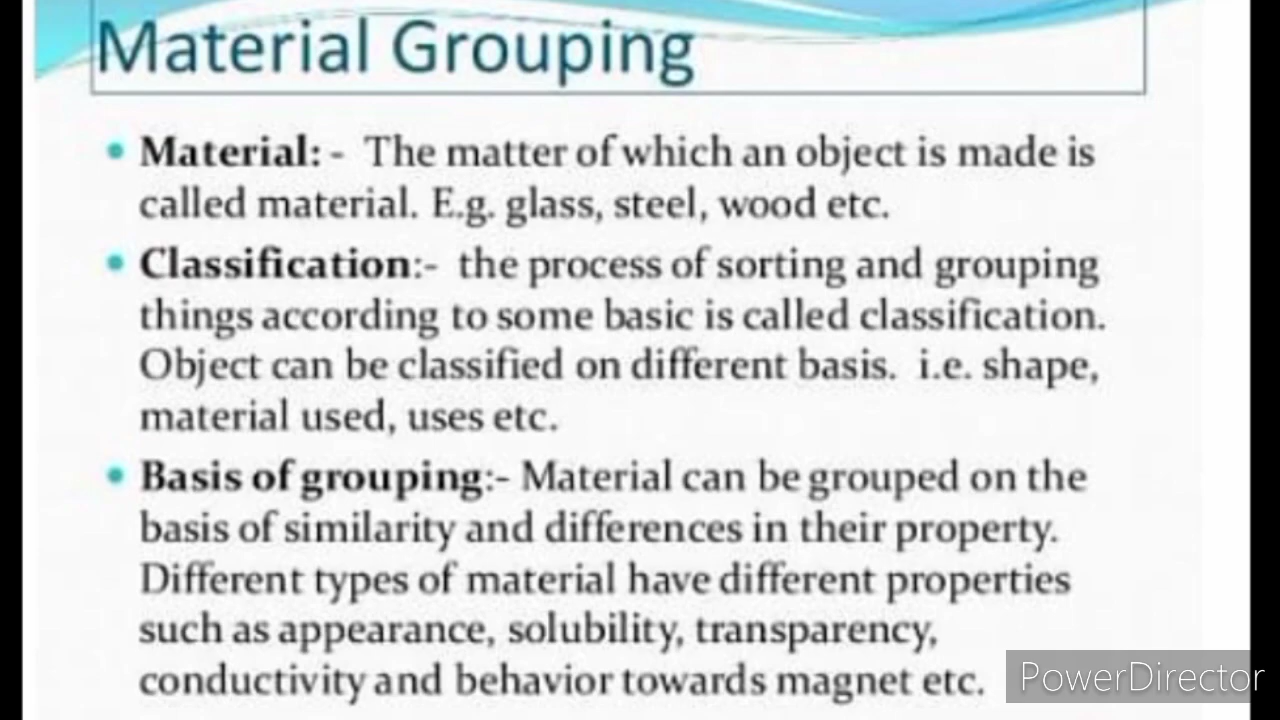 Material Grouping
• Material: - The matter of which an object is made is
called material. E.g. glass, steel, wood etc.
• Classification:- the process of sorting and grouping
things according to some basic is called classification.
Object can be classified on different basis. i.e. shape,
material used, uses etc.
• Basis of grouping:- Material can be grouped on the
basis of similarity and differences in their property.
Different types of material have different properties
such as appearance, solubility, transparency,
conductivity and behavior towards magnet etc.
PowerDirector